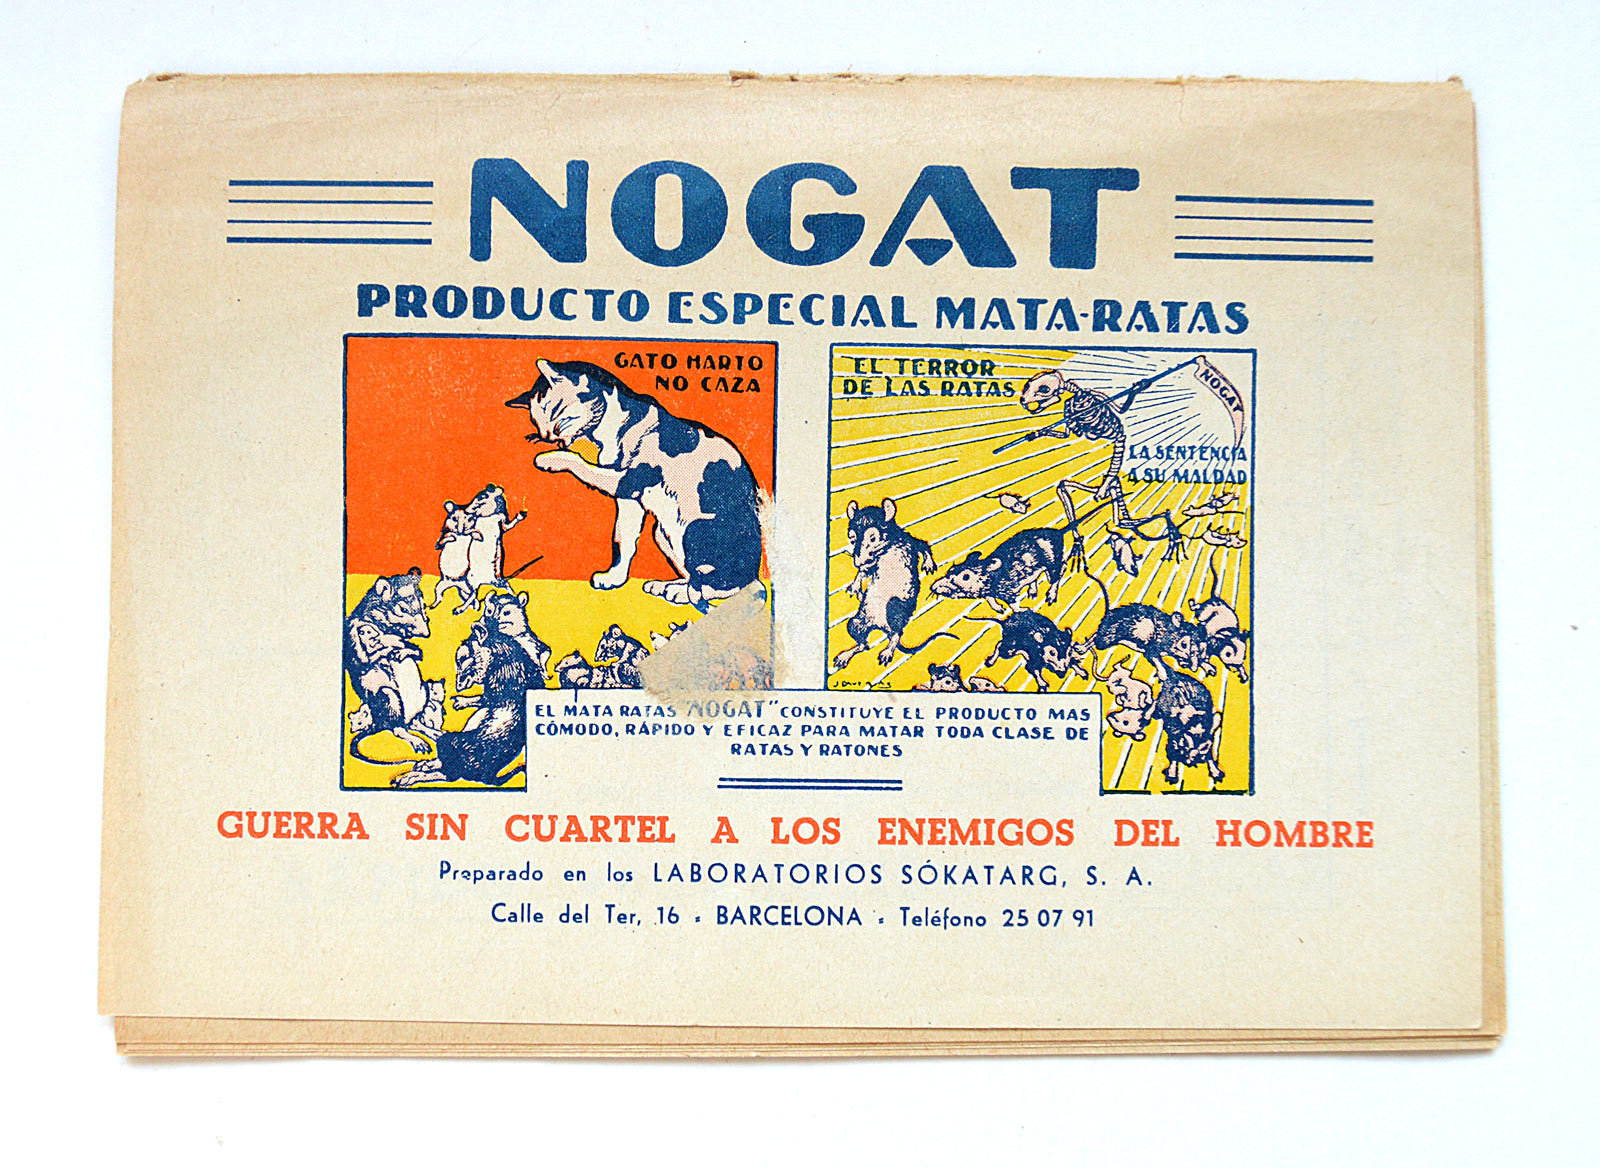 NOGAT
PRODUCTO ESPECIAL MATA-RATAS
GATO HARTO
NO CAZA
EL TERROR
DE LAS RATAS
NOGAT
LA SENTENCIA
A SU MALDAD
EL MATA RATAS "NOGAT" CONSTITUYE EL PRODUCTO MAS
CÓMODO, RÁPIDO Y EFICAZ PARA MATAR TODA CLASE DE
RATAS Y RATONES
GUERRA SIN CUARTEL A LOS ENEMIGOS DEL HOMBRE
Preparado en los LABORATORIOS SÓKATARG, S. A.
Calle del Ter, 16 - BARCELONA - Teléfono 25 07 91